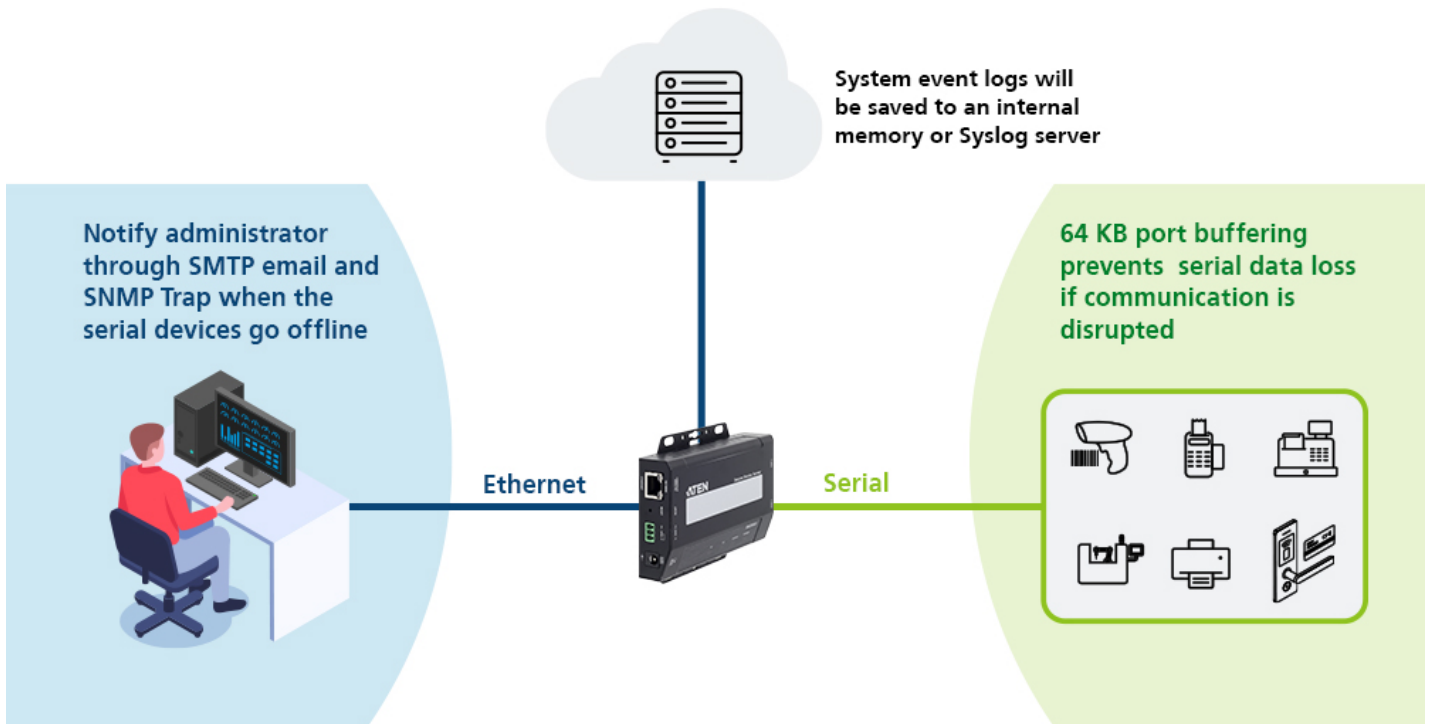 System event logs will
be saved to an internal
memory or Syslog server
Notify administrator
through SMTP email and
SNMP Trap when the
serial devices go offline
64 KB port buffering
prevents  serial data loss
if communication is
disrupted
Ethernet
ATEN
Serial